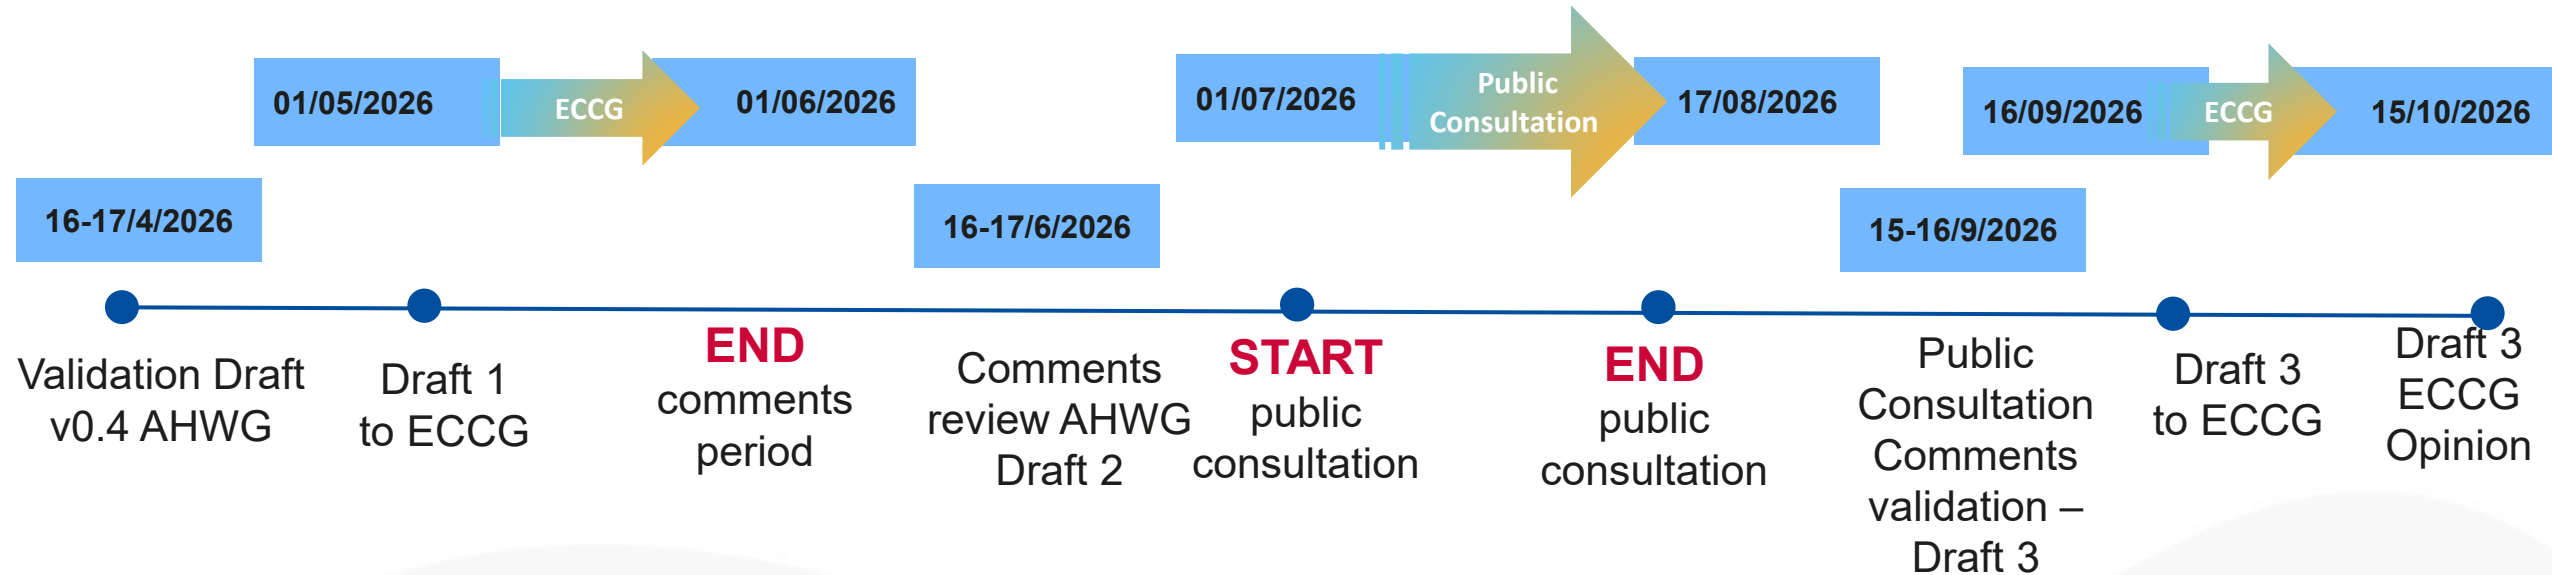 01/05/2026
ECCG
01/06/2026
01/07/2026
Public
Consultation
17/08/2026
16/09/2026
ECCG
15/10/2026
16-17/4/2026
16-17/6/2026
15-16/9/2026
Validation Draft
v0.4 AHWG
Draft 1
to ECCG
END
comments
period
Comments
review AHWG
Draft 2
START
public
consultation
END
public
consultation
Public
Consultation
Comments
validation –
Draft 3
Draft 3
to ECCG
Draft 3
ECCG
Opinion